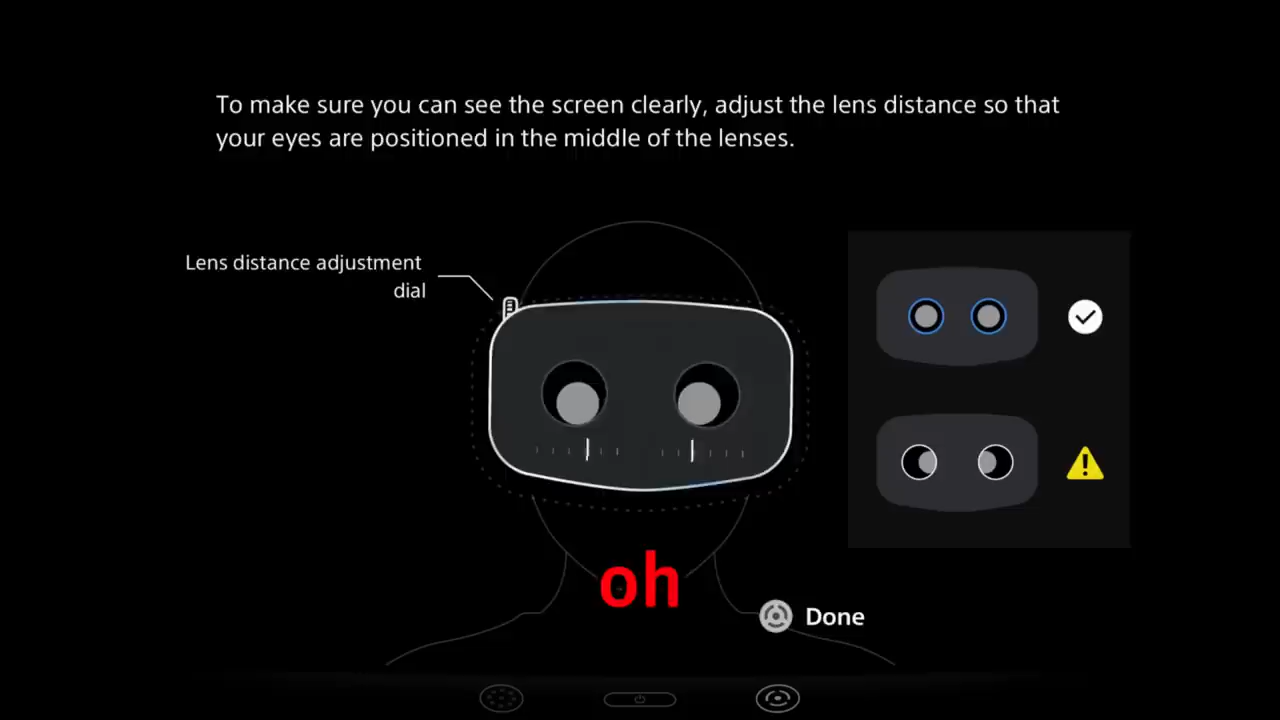 To make sure you can see the screen clearly, adjust the lens distance so that
your eyes are positioned in the middle of the lenses.
Lens distance adjustment
dial
oh
Done